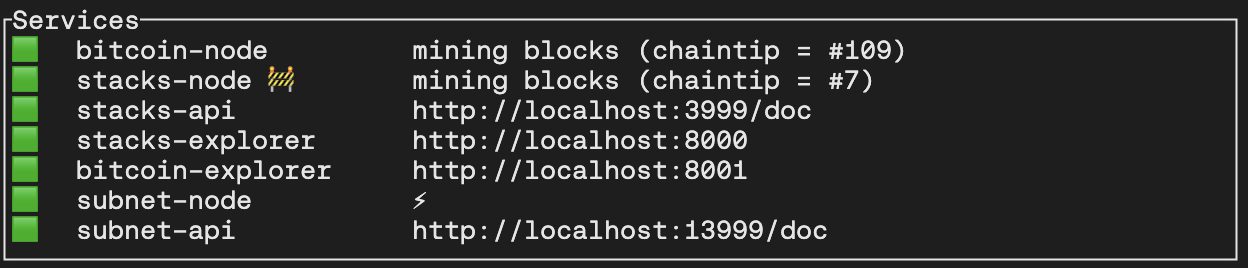 Services
bitcoin-node mining blocks (chaintip = #109)
stacks-node 🚧 mining blocks (chaintip = #7)
stacks-api http://localhost:3999/doc
stacks-explorer http://localhost:8000
bitcoin-explorer http://localhost:8001
subnet-node ⚡
subnet-api http://localhost:13999/doc